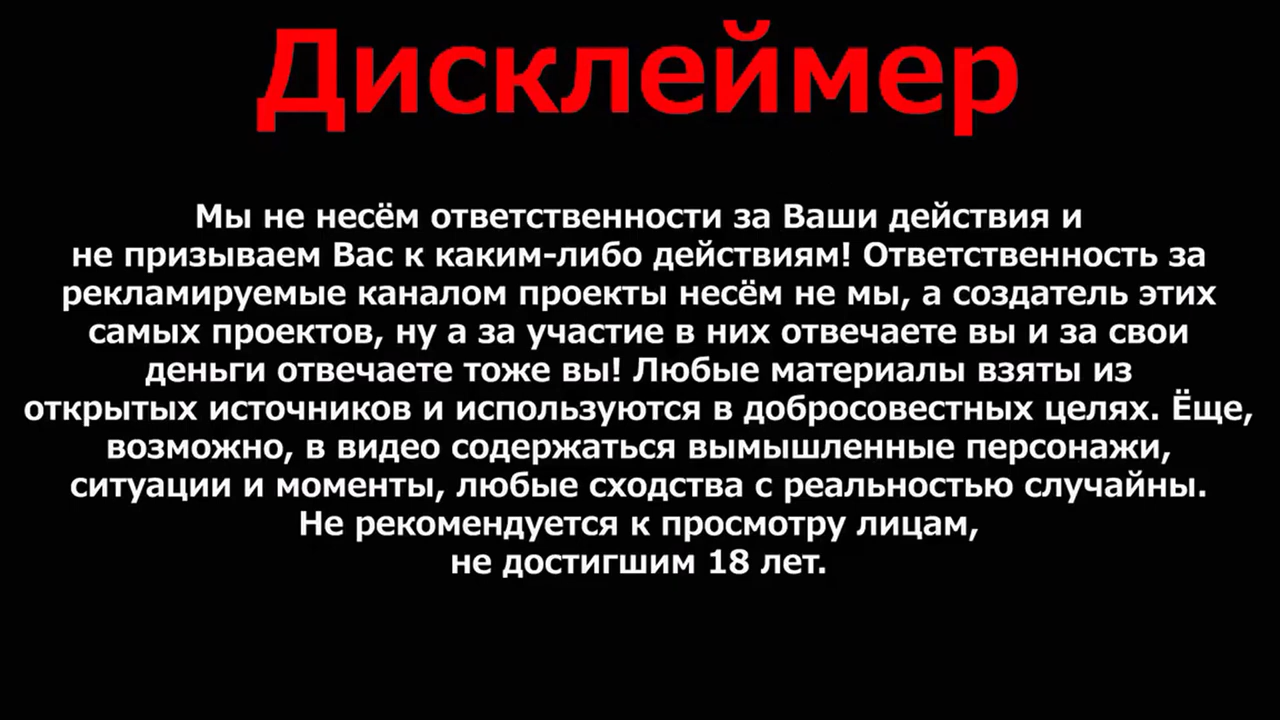 Дисклеймер
Мы не несём ответственности за Ваши действия и
не призываем Вас к каким-либо действиям! Ответственность за
рекламируемые каналом проекты несём не мы, а создатель этих
самых проектов, ну а за участие в них отвечаете вы и за свои
деньги отвечаете тоже вы! Любые материалы взяты из
открытых источников и используются в добросовестных целях. Ёще,
возможно, в видео содержаться вымышленные персонажи,
ситуации и моменты, любые сходства с реальностью случайны.
Не рекомендуется к просмотру лицам,
не достигшим 18 лет.